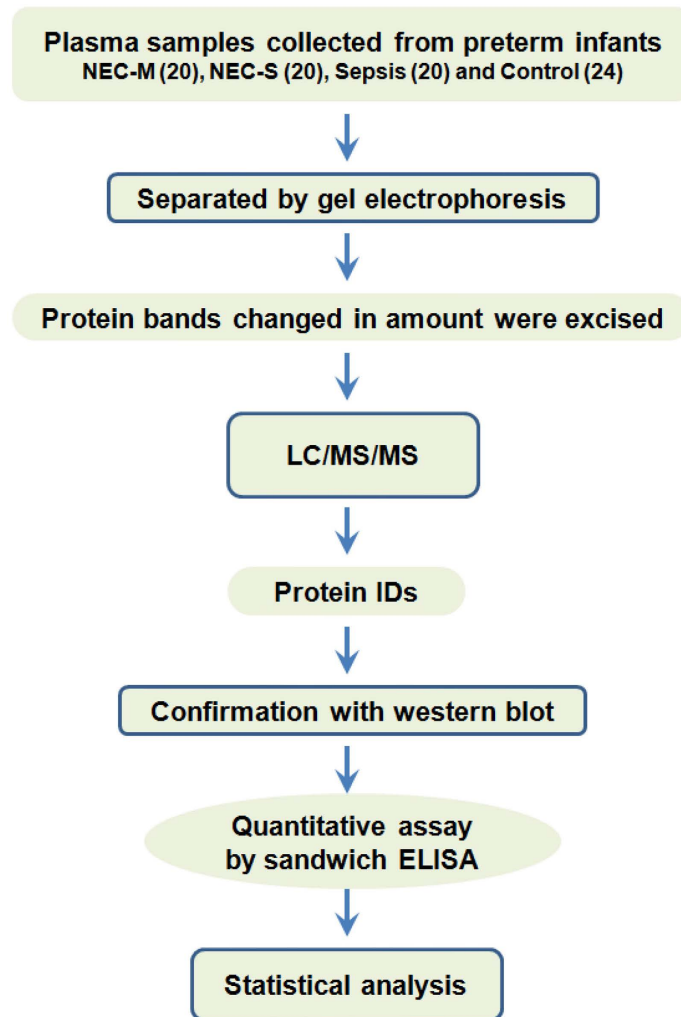 Plasma samples collected from preterm infants
NEC-M (20), NEC-S (20), Sepsis (20) and Control (24)
Separated by gel electrophoresis
Protein bands changed in amount were excised
LC/MS/MS
Protein IDs
Confirmation with western blot
Quantitative assay
by sandwich ELISA
Statistical analysis